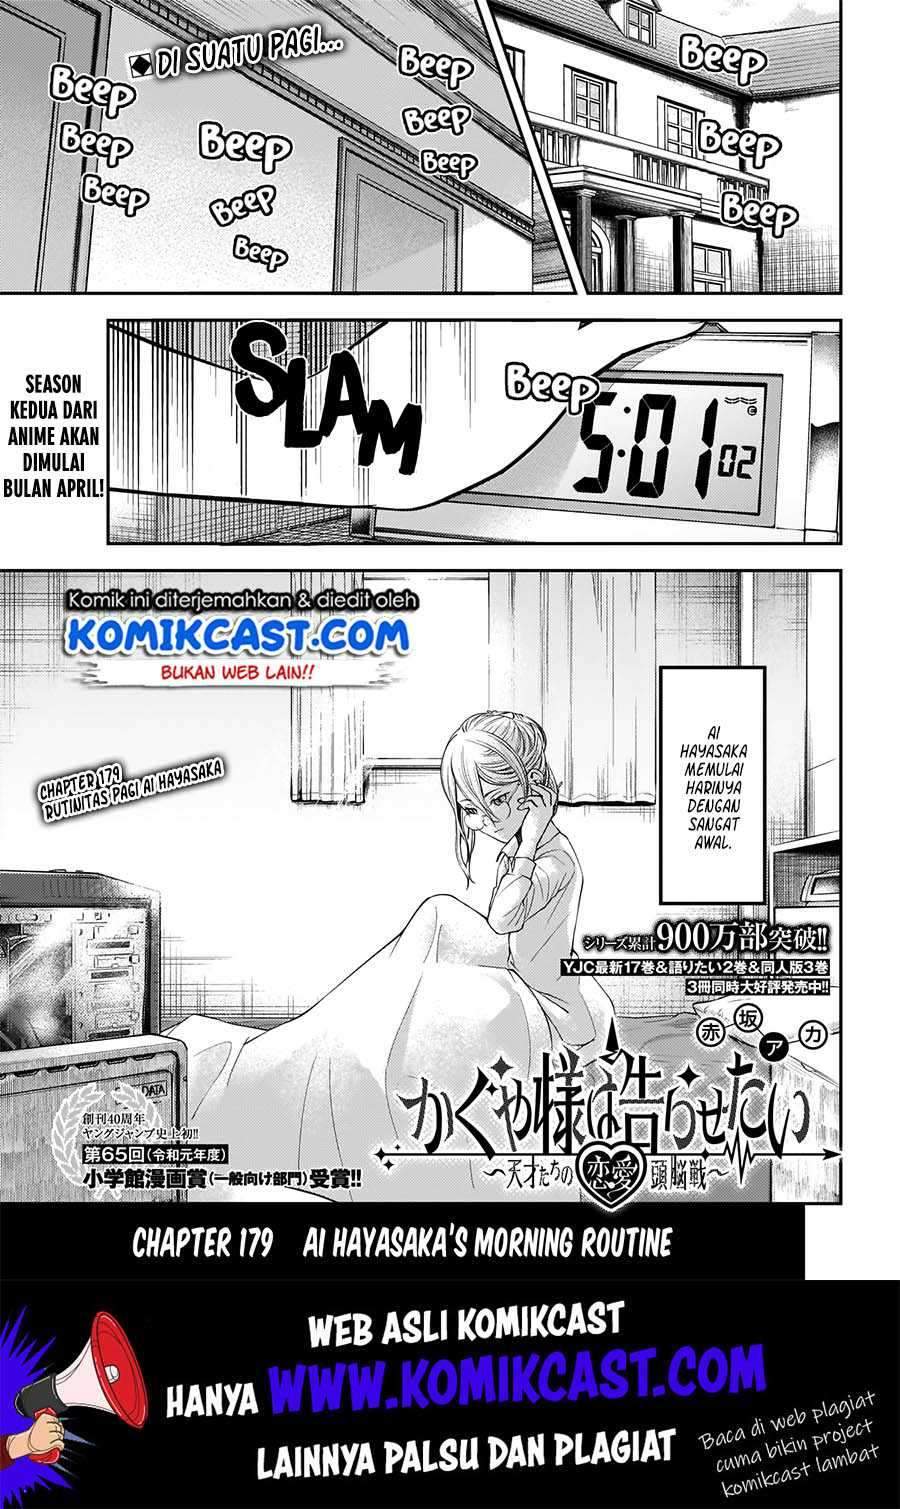 DI SUATU PAGI...
BEEP
BEEP
BEEP
BEEP
BEEP
BEEP
BEEP
BEEP
BEEP
BEEP
BEEP
BEEP
SEASON
KEDUA DARI
ANIME AKAN
DIMULAI
BULAN APRIL!
SLAM
BEEP
5:01 02
Komik ini diterjemahkan & diedit oleh
KOMIKCAST.COM
BUKAN WEB LAIN!!
CHAPTER 179
RUTINITAS PAGI AI HAYASAKA
AI
HAYASAKA
MEMULAI
HARINYA
DENGAN
SANGAT
AWAL.
シリーズ累計900万部突破!!
YJC最新17巻&語りたい2巻&同人版3巻
3冊同時大好評発売中!!
赤坂アカ
かぐや様は告らせたい
〜天才たちの恋愛頭脳戦〜
DATA
創刊40周年
ヤングジャンプ史上初!!
第65回(令和元年度)
小学館漫画賞(一般向け部門)受賞!!
CHAPTER 179 AI HAYASAKA'S MORNING ROUTINE
WEB ASLI KOMIKCAST
HANYA WWW.KOMIKCAST.COM
LAINNYA PALSU DAN PLAGIAT
Baca di web plagiat
cuma bikin project
komikcast lambat